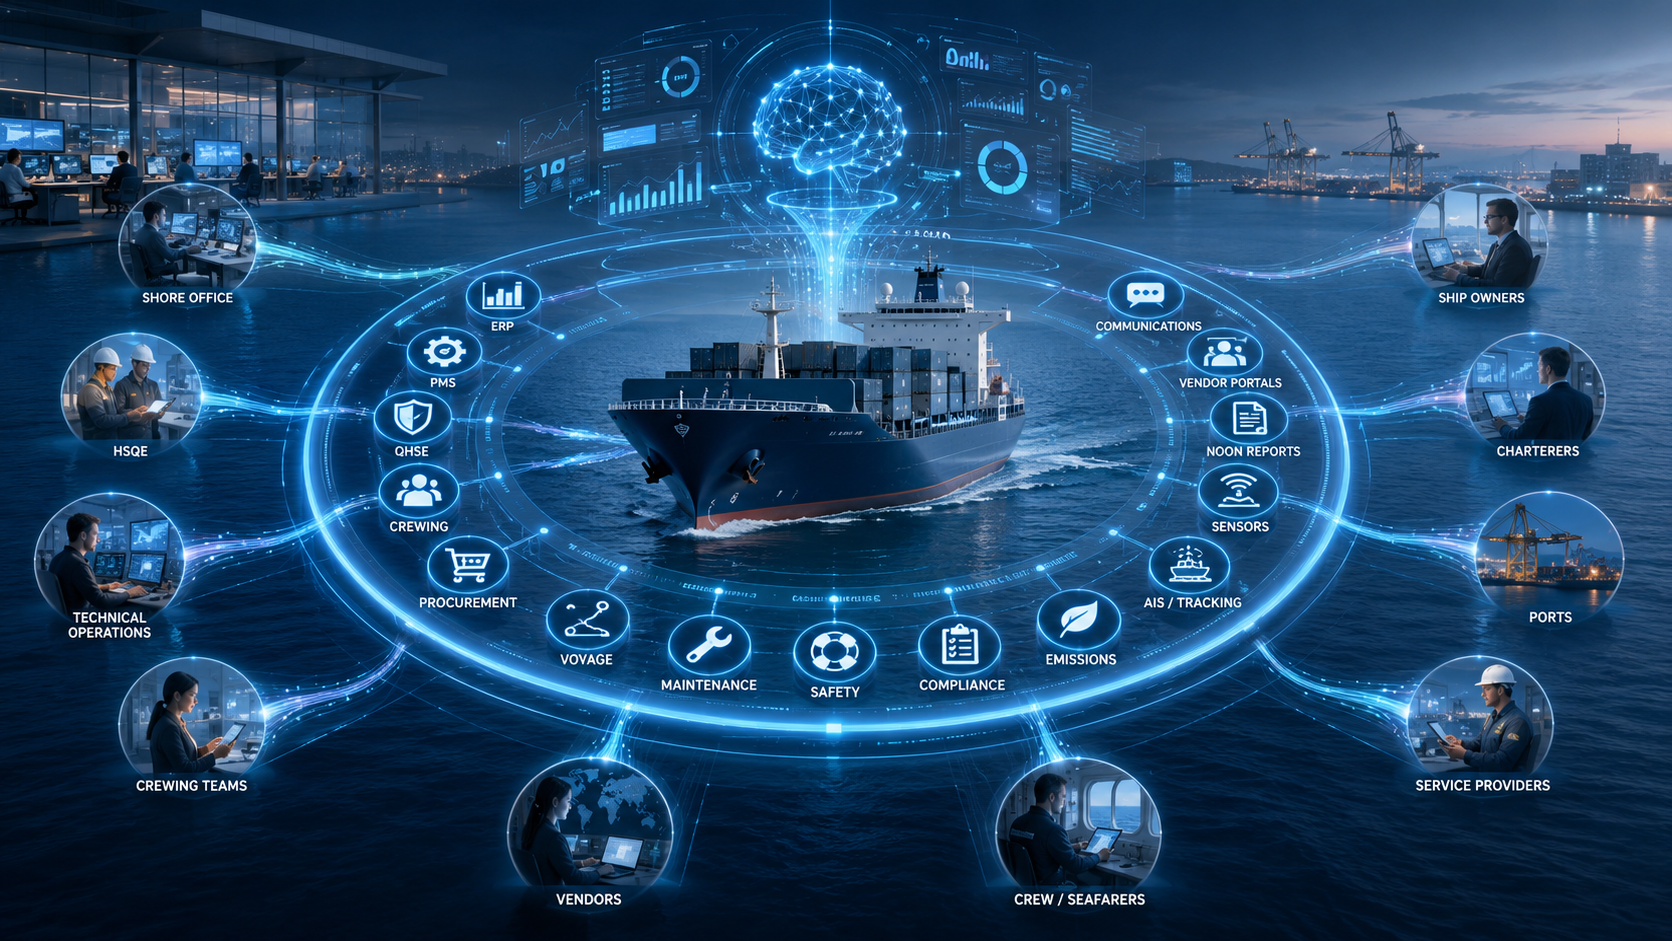 SHORE OFFICE
SHIP OWNERS
ERP
COMMUNICATIONS
PMS
VENDOR PORTALS
HSQE
QHSE
NOON REPORTS
CHARTERERS
CREWING
SENSORS
PROCUREMENT
AIS / TRACKING
TECHNICAL
OPERATIONS
PORTS
VOYAGE
EMISSIONS
MAINTENANCE
SAFETY
COMPLIANCE
CREWING TEAMS
SERVICE PROVIDERS
VENDORS
CREW / SEAFARERS